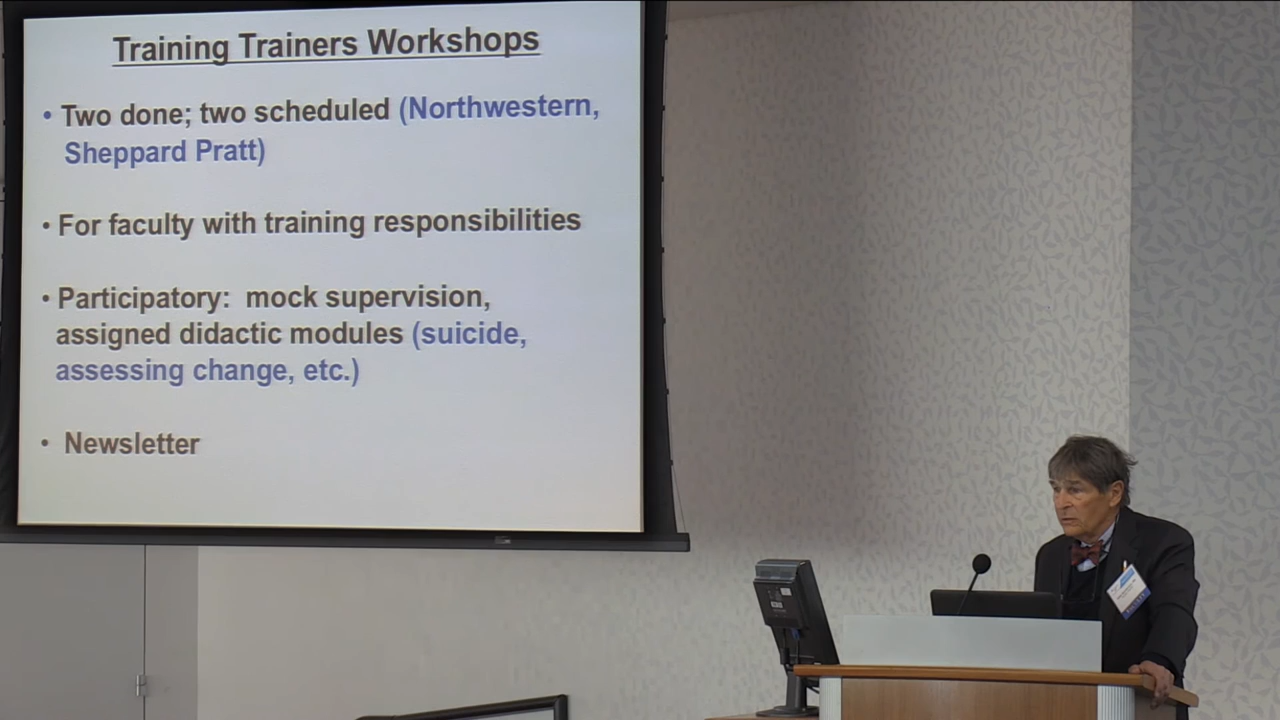 Training Trainers Workshops
• Two done; two scheduled (Northwestern,
Sheppard Pratt)
• For faculty with training responsibilities
• Participatory: mock supervision,
assigned didactic modules (suicide,
assessing change, etc.)
• Newsletter